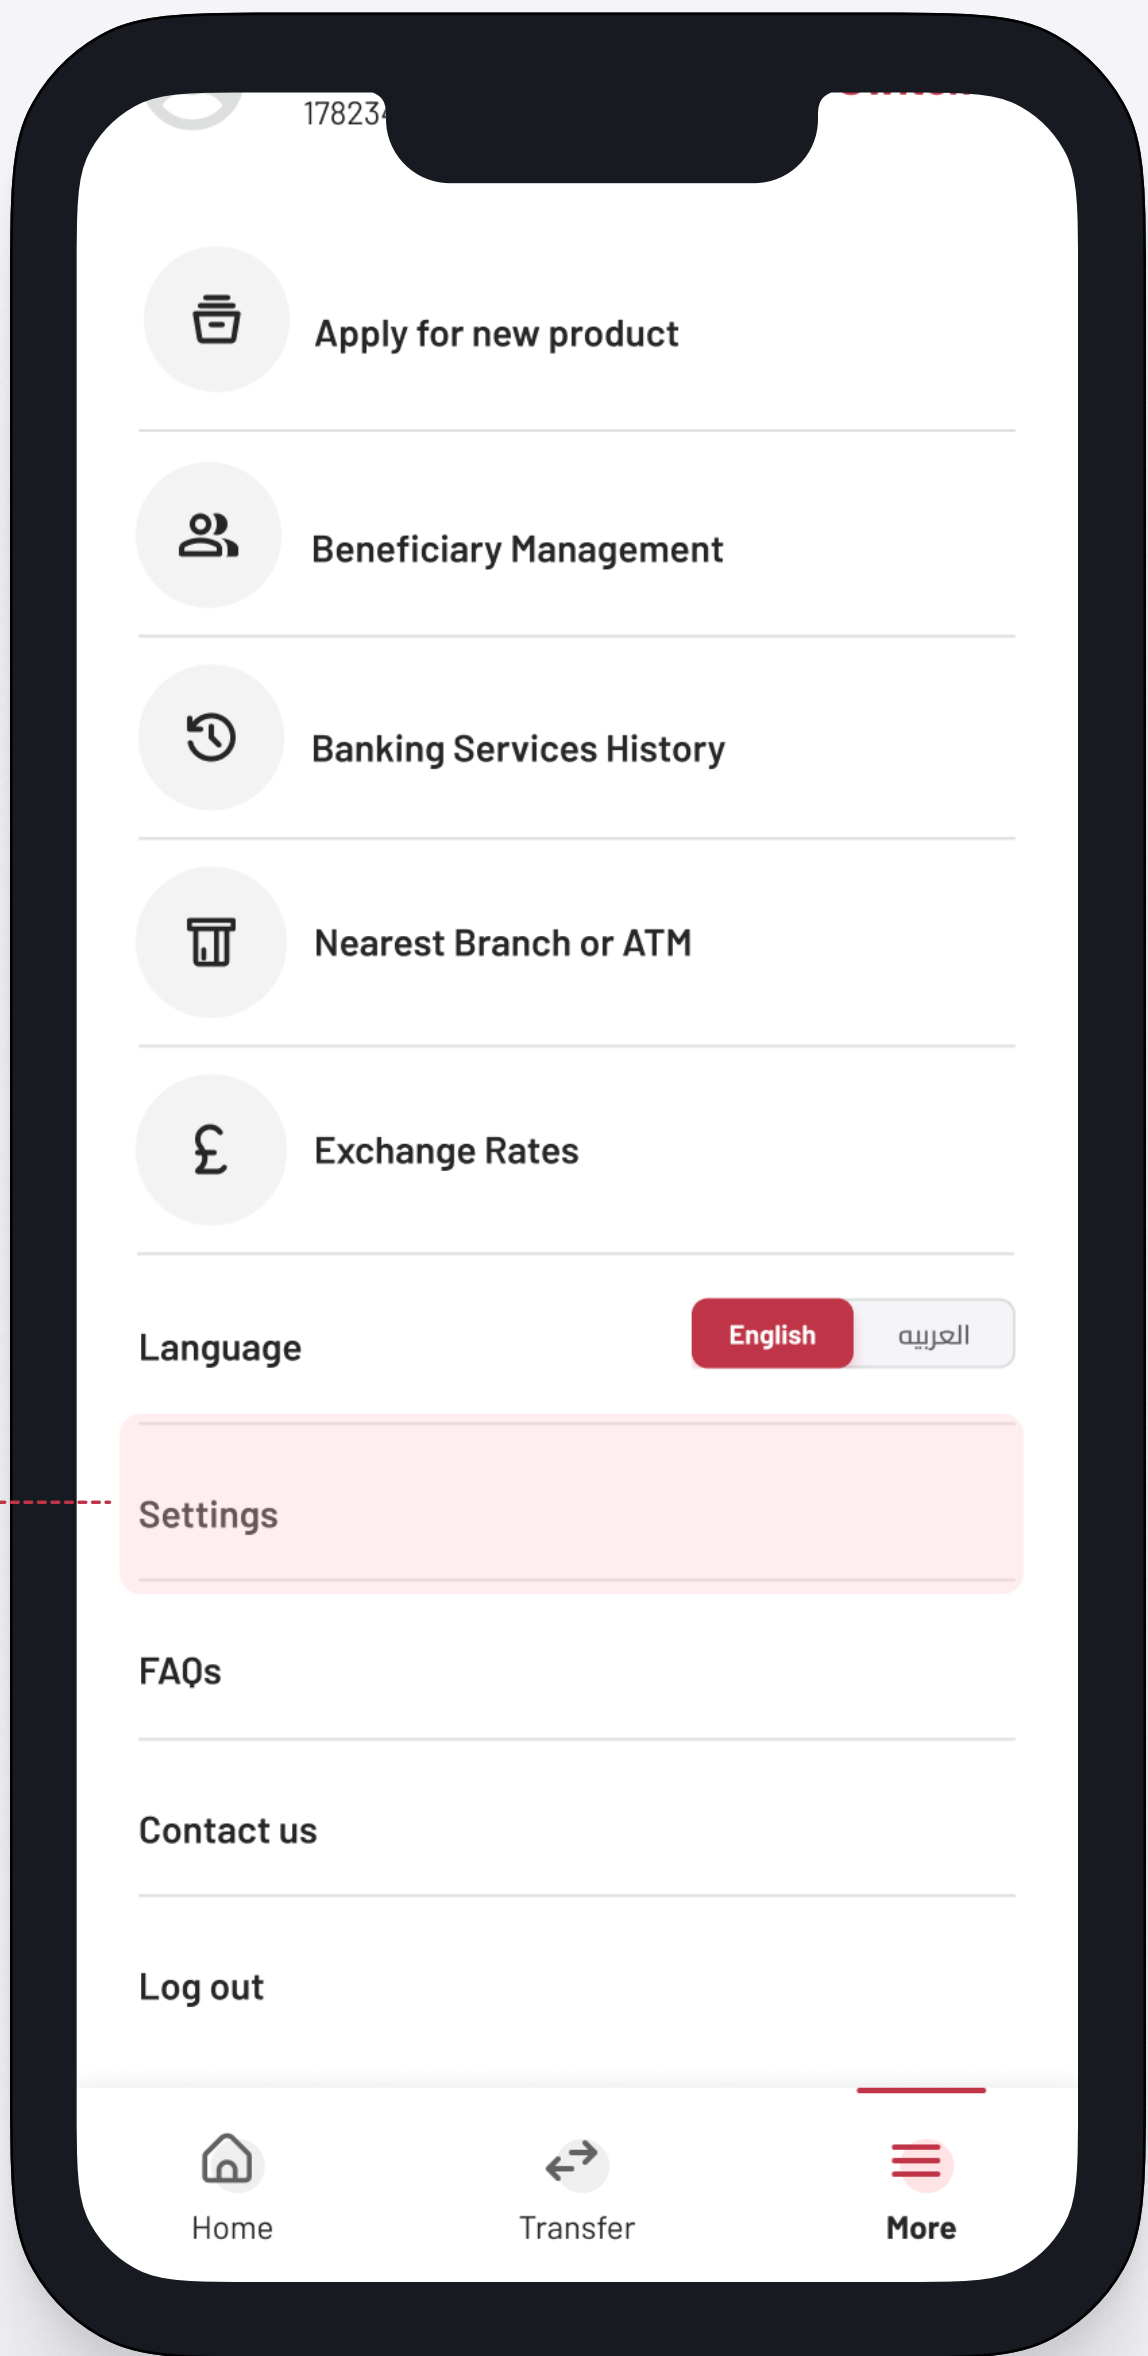 Apply for new product
Beneficiary Management
Banking Services History
Nearest Branch or ATM
Exchange Rates
Language
English
العربيه
Settings
FAQs
Contact us
Log out
Home
Transfer
More